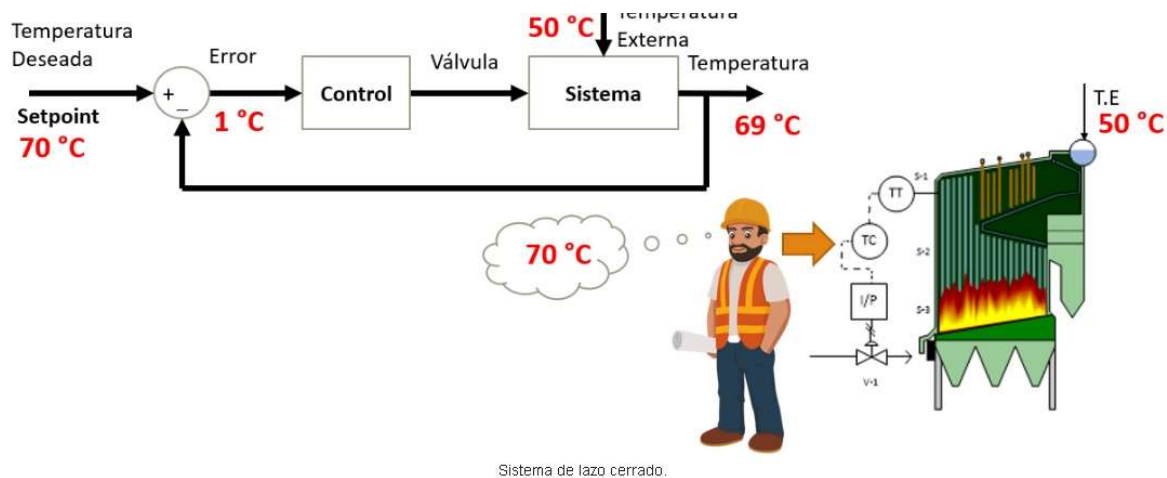 Temperatura
Deseada
Error
Válvula
50 °C
Temperatura
Externa
Temperatura
+
_
Control
Sistema
Setpoint
70 °C
1 °C
69 °C
T.E
50 °C
S-1
TT
70 °C
TC
S-2
I/P
S-3
V-1
Sistema de lazo cerrado.